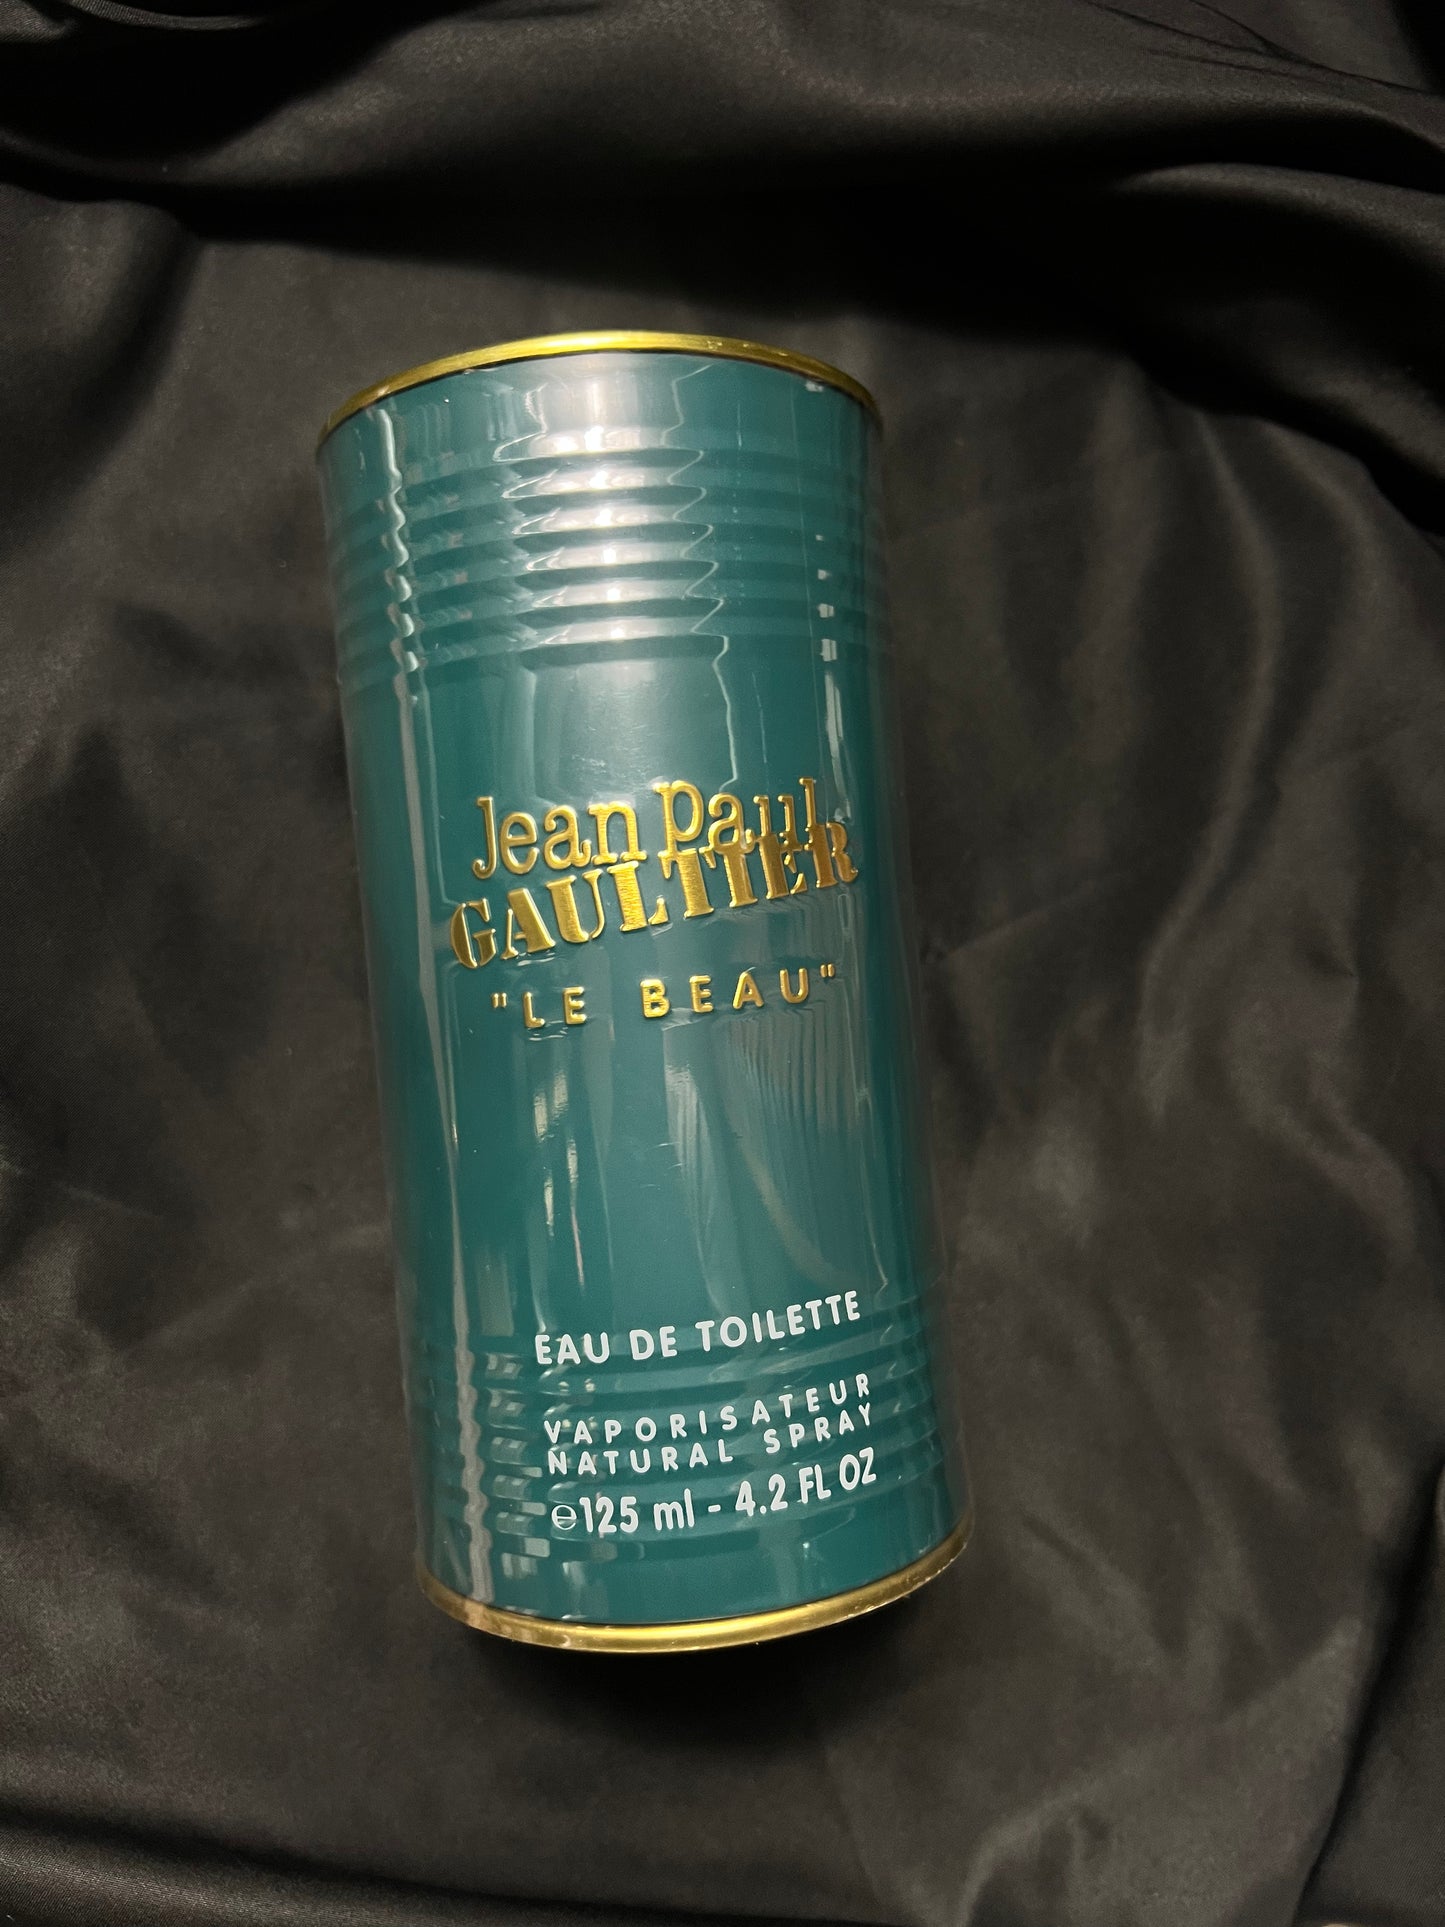 Jean Paul
GAULTIER
"LE BEAU"
EAU DE TOILETTE
VAPORISATEUR
NATURAL SPRAY
℮125 ml - 4.2 FL OZ